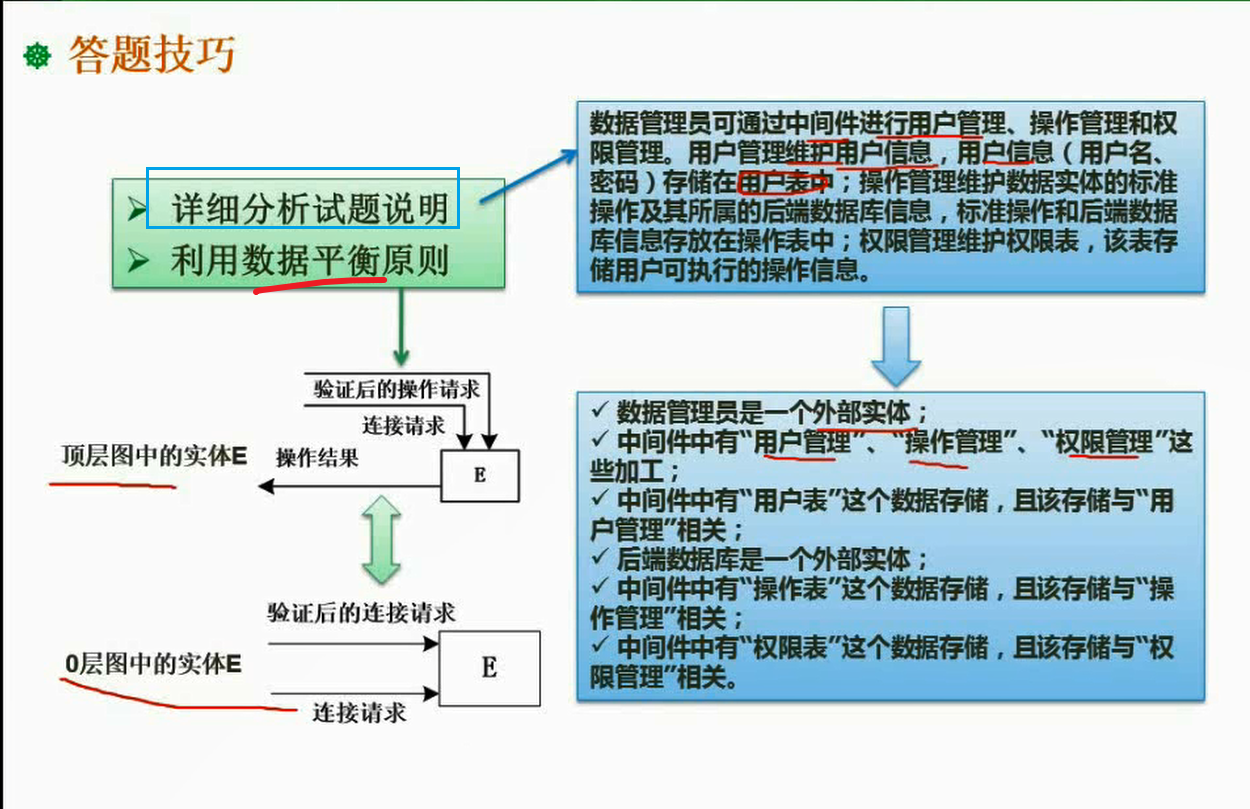 答题技巧
详细分析试题说明
利用数据平衡原则
数据管理员可通过中间件进行用户管理、操作管理和权
限管理。用户管理维护用户信息，用户信息（用户名、
密码）存储在用户表中；操作管理维护数据实体的标准
操作及其所属的后端数据库信息，标准操作和后端数据
库信息存放在操作表中；权限管理维护权限表，该表存
储用户可执行的操作信息。
验证后的操作请求
连接请求
顶层图中的实体E
操作结果
E
验证后的连接请求
0层图中的实体E
E
连接请求
✓ 数据管理员是一个外部实体；
✓ 中间件中有“用户管理”、“操作管理”、“权限管理”这
些加工；
✓ 中间件中有“用户表”这个数据存储，且该存储与“用
户管理”相关；
✓ 后端数据库是一个外部实体；
✓ 中间件中有“操作表”这个数据存储，且该存储与“操
作管理”相关；
✓ 中间件中有“权限表”这个数据存储，且该存储与“权
限管理”相关。